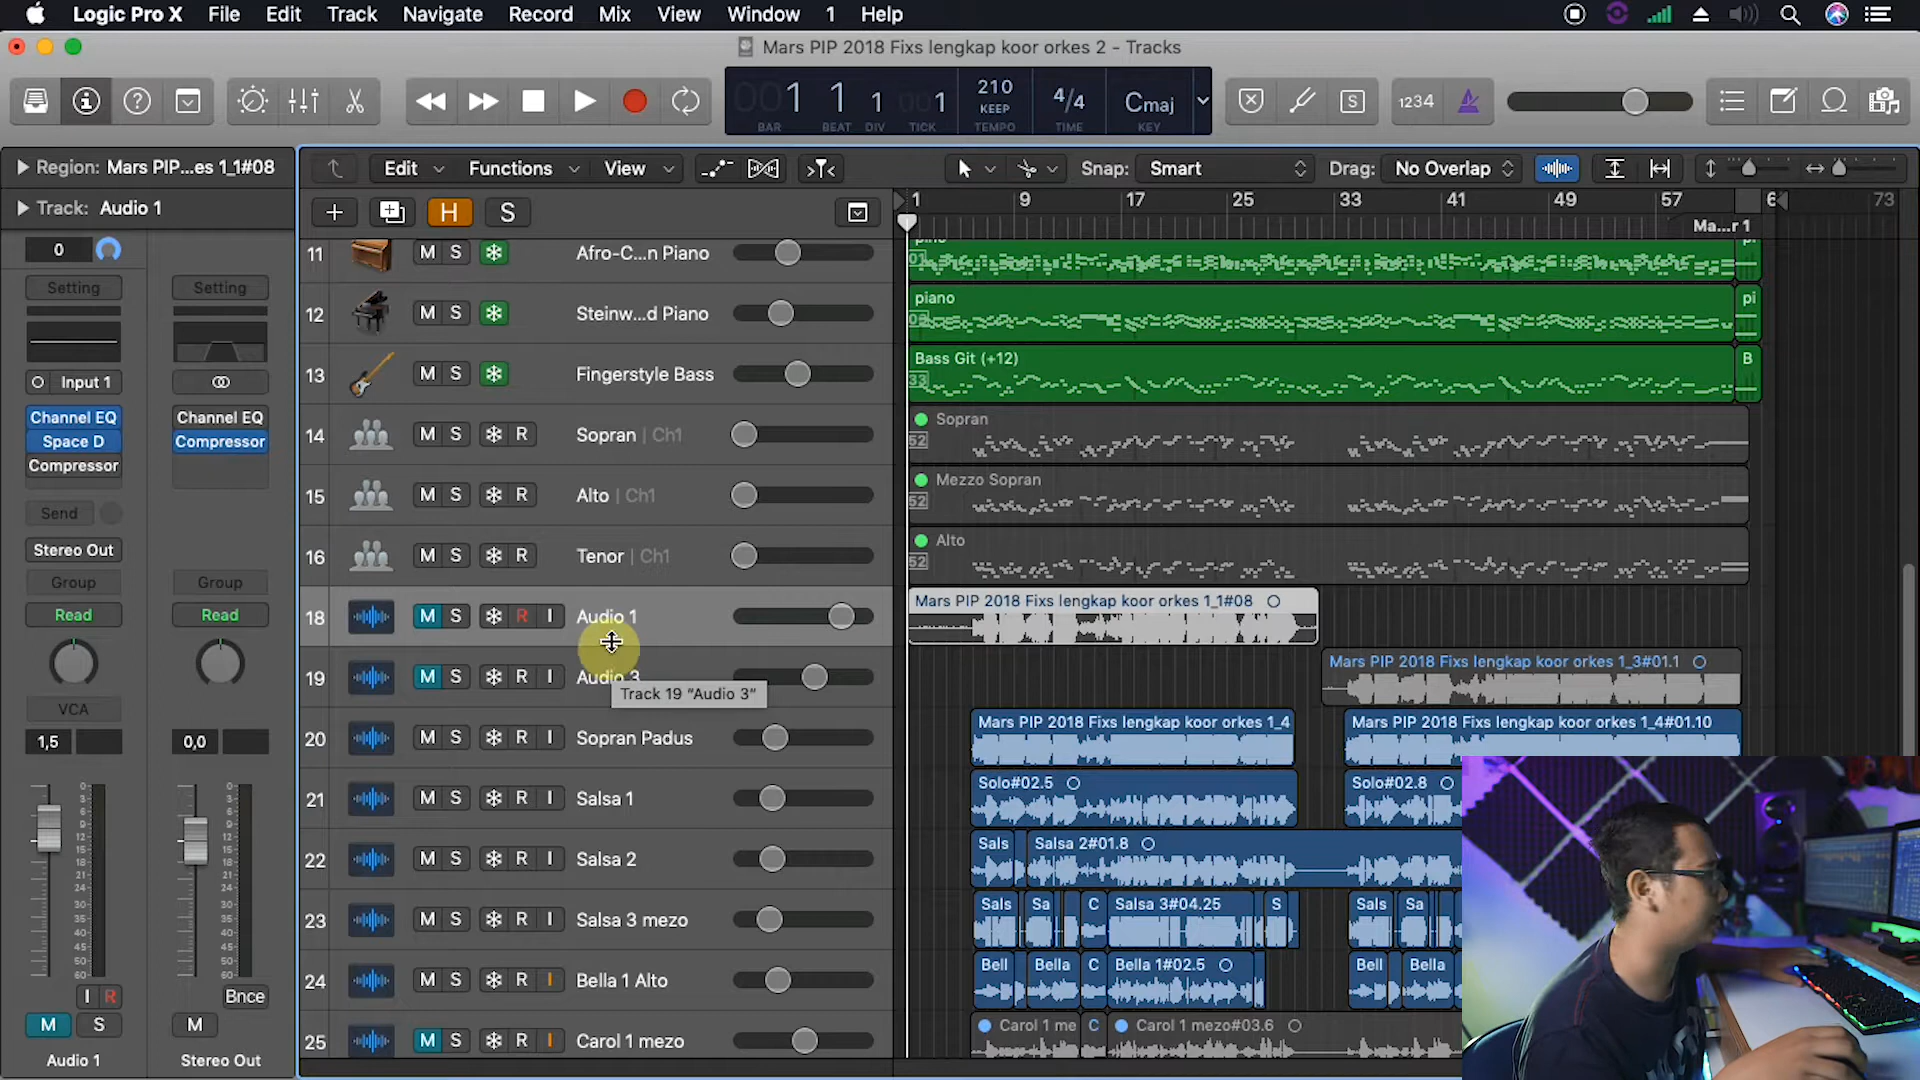 Logic Pro X File Edit Track Navigate Record Mix View Window 1 Help
Mars PIP 2018 Fixs lengkap koor orkes 2 - Tracks
001 1 1 001
BAR BEAT DIV TICK
210
KEEP
TEMPO
4/4
TIME
Cmaj
KEY
S
1234
Region: Mars PIP...es 1_1#08
Edit Functions View Snap: Smart Drag: No Overlap
Track: Audio 1
H S
1 9 17 25 33 41 49 57 73
Ma...r 1
0
Setting Setting
Input 1
Channel EQ Channel EQ
Space D Compressor
Compressor
Send
Stereo Out
Group Group
Read Read
VCA
1,5 0,0
I R Bnce
M S M
Audio 1 Stereo Out
11 M S Afro-C...n Piano
12 M S Steinw...d Piano
piano pi
13 M S Fingerstyle Bass
Bass Git (+12) B
14 M S R Sopran | Ch1
Sopran
15 M S R Alto | Ch1
Mezzo Sopran
16 M S R Tenor | Ch1
Alto
18 M S R I Audio 1
Mars PIP 2018 Fixs lengkap koor orkes 1_1#08
19 M S R I Audio 3
Track 19 "Audio 3"
Mars PIP 2018 Fixs lengkap koor orkes 1_3#01.1
20 M S R I Sopran Padus
Mars PIP 2018 Fixs lengkap koor orkes 1_4 Mars PIP 2018 Fixs lengkap koor orkes 1_4#01.10
21 M S R I Salsa 1
Solo#02.5 Solo#02.8
22 M S R I Salsa 2
Sals Salsa 2#01.8
23 M S R I Salsa 3 mezo
Sals Sa C Salsa 3#04.25 S Sals Sa
24 M S R I Bella 1 Alto
Bell Bella C Bella 1#02.5 Bell Bella
25 M S R I Carol 1 mezo
Carol 1 me C Carol 1 mezo#03.6